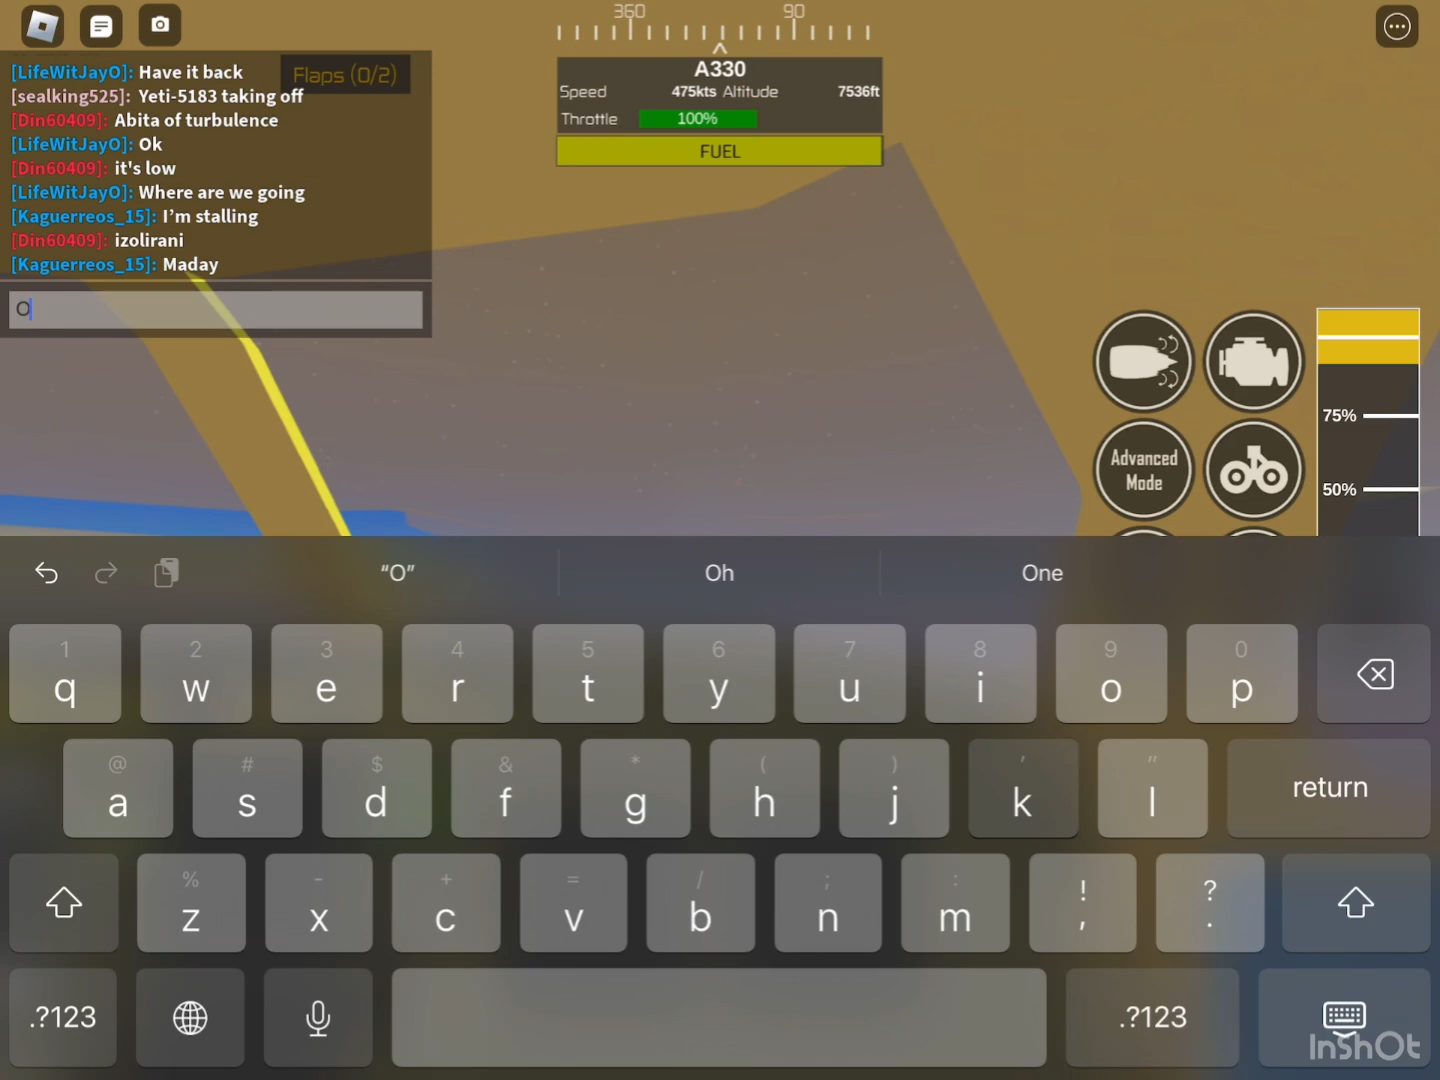 360 90
A330
Speed 475kts Altitude 7536ft
Throttle 100%
FUEL
Flaps (0/2)
[LifeWitJayO]: Have it back
[sealking525]: Yeti-5183 taking off
[Din60409]: Abita of turbulence
[LifeWitJayO]: Ok
[Din60409]: it's low
[LifeWitJayO]: Where are we going
[Kaguerreos_15]: I’m stalling
[Din60409]: izolirani
[Kaguerreos_15]: Maday
O
75%
Advanced
Mode
50%
“O” Oh One
1 2 3 4 5 6 7 8 9 0
q w e r t y u i o p
@ # $ & * ( ) ' "
a s d f g h j k l return
% - + = / ; : ! ?
z x c v b n m , .
.?123 .?123
InShOt